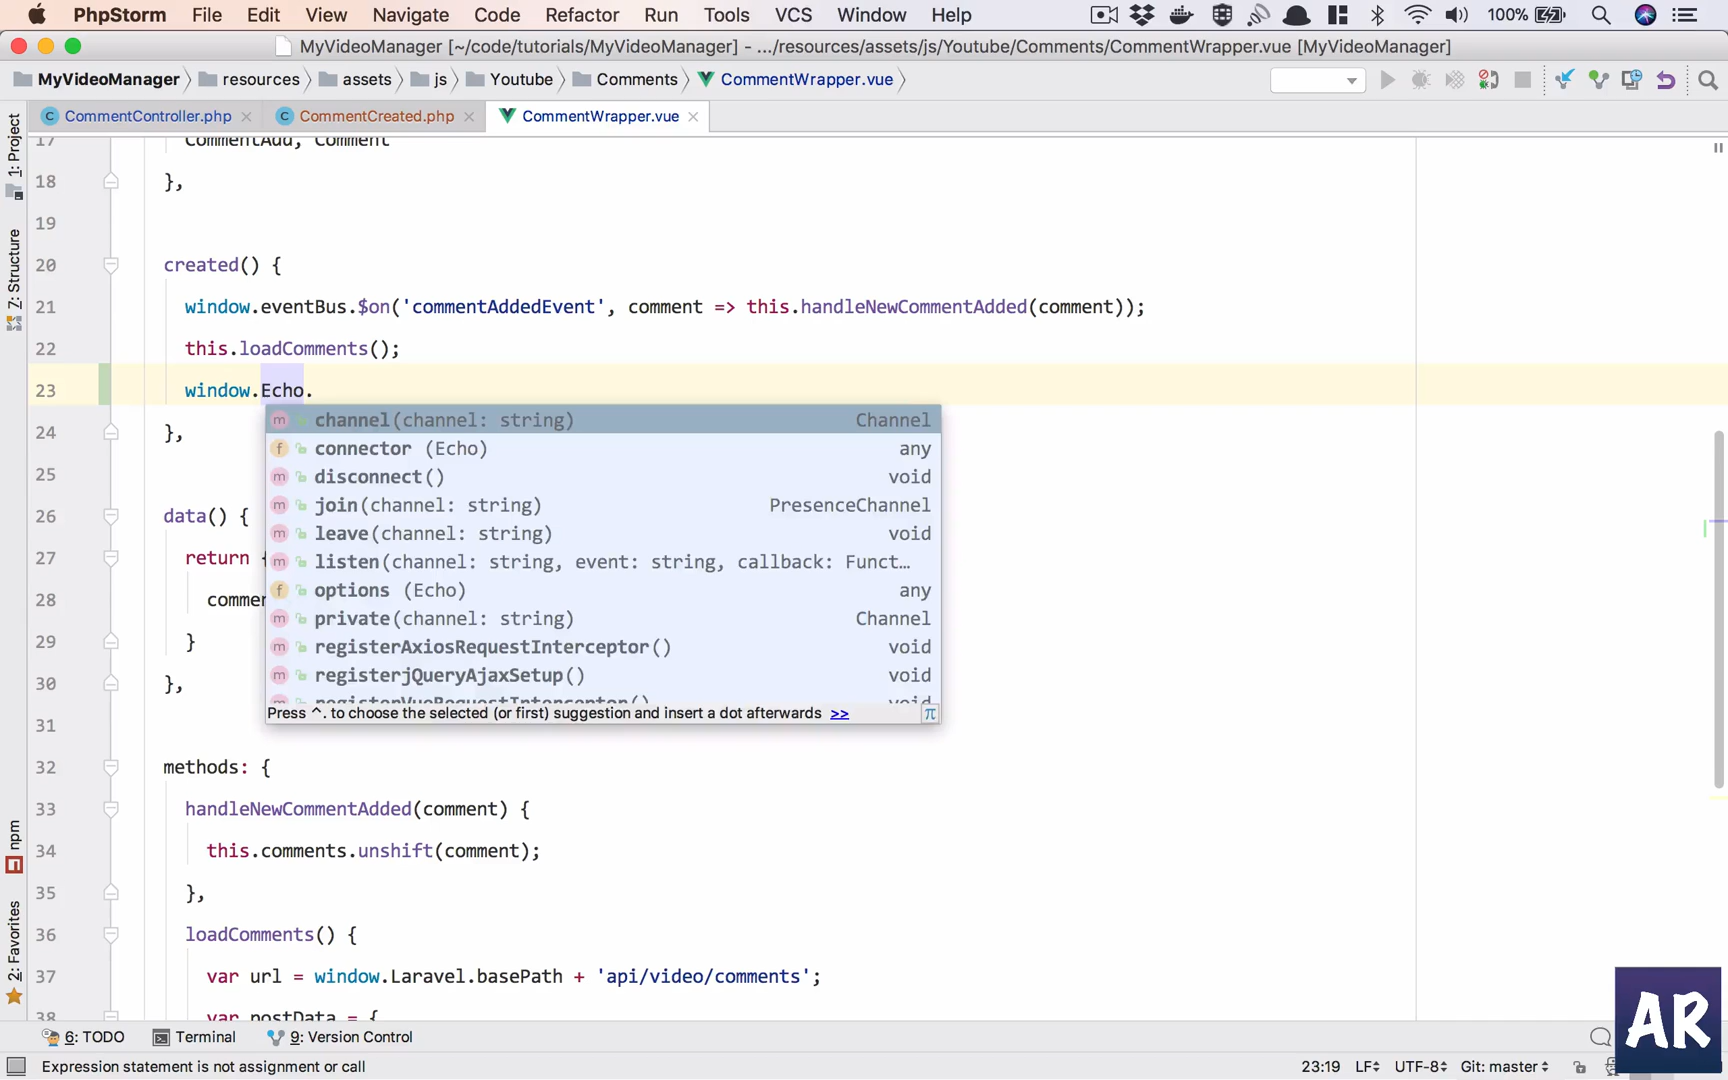 PhpStorm File Edit View Navigate Code Refactor Run Tools VCS Window Help 100%
MyVideoManager [~/code/tutorials/MyVideoManager] - .../resources/assets/js/Youtube/Comments/CommentWrapper.vue [MyVideoManager]
MyVideoManager resources assets js Youtube Comments CommentWrapper.vue
CommentController.php CommentCreated.php CommentWrapper.vue
1: Project
7: Structure
npm
2: Favorites
17 CommentAdd, Comment
18 },
19
20 created() {
21 window.eventBus.$on('commentAddedEvent', comment => this.handleNewCommentAdded(comment));
22 this.loadComments();
23 window.Echo.
24 },
25
26 data() {
27 return {
28 commen
29 }
30 },
31
32 methods: {
33 handleNewCommentAdded(comment) {
34 this.comments.unshift(comment);
35 },
36 loadComments() {
37 var url = window.Laravel.basePath + 'api/video/comments';
38 var postData = {
m channel(channel: string) Channel
f connector (Echo) any
m disconnect() void
m join(channel: string) PresenceChannel
m leave(channel: string) void
m listen(channel: string, event: string, callback: Funct…
f options (Echo) any
m private(channel: string) Channel
m registerAxiosRequestInterceptor() void
m registerjQueryAjaxSetup() void
m registerVueRequestInterceptor() void
Press ^. to choose the selected (or first) suggestion and insert a dot afterwards >> π
6: TODO Terminal 9: Version Control
Expression statement is not assignment or call 23:19 LF UTF-8 Git: master
AR